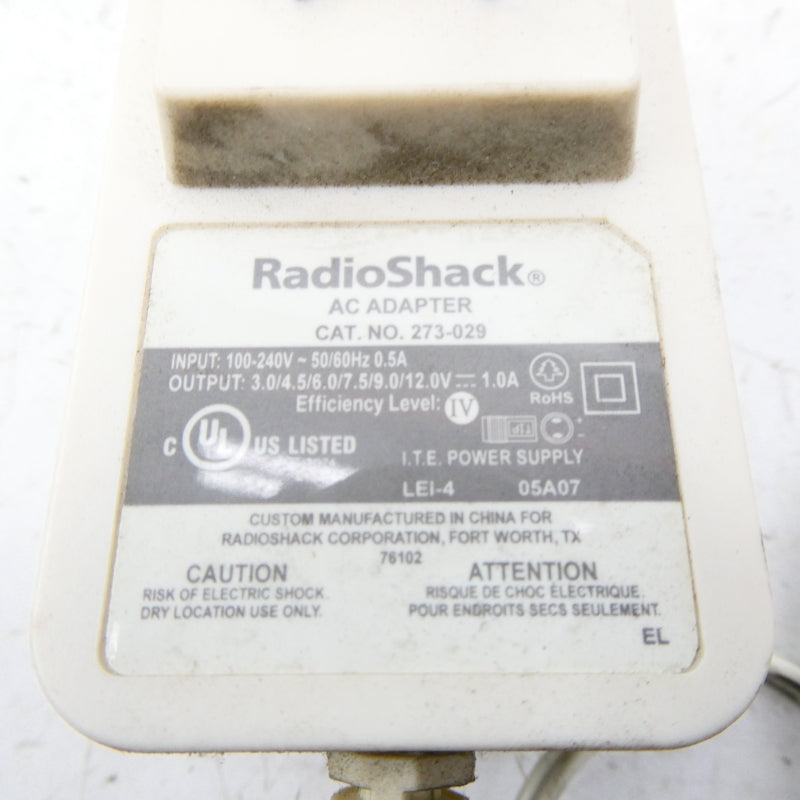 RadioShack®
AC ADAPTER
CAT. NO. 273-029
INPUT: 100-240V ~ 50/60Hz 0.5A
OUTPUT: 3.0/4.5/6.0/7.5/9.0/12.0V ⎓ 1.0A
Efficiency Level: IV
RoHS
C UL US LISTED
TIP
I.T.E. POWER SUPPLY
LEI-4 05A07
CUSTOM MANUFACTURED IN CHINA FOR
RADIOSHACK CORPORATION, FORT WORTH, TX
76102
CAUTION
RISK OF ELECTRIC SHOCK.
DRY LOCATION USE ONLY.
ATTENTION
RISQUE DE CHOC ÉLECTRIQUE.
POUR ENDROITS SECS SEULEMENT.
EL